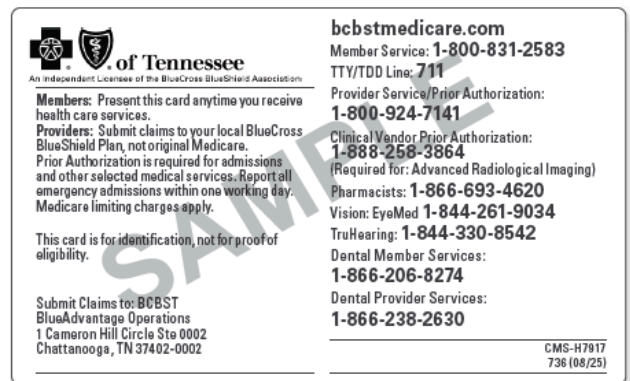 of Tennessee
An Independent Licensee of the BlueCross BlueShield Association
Members: Present this card anytime you receive
health care services.
Providers: Submit claims to your local BlueCross
BlueShield Plan, not original Medicare.
Prior Authorization is required for admissions
and other selected medical services. Report all
emergency admissions within one working day.
Medicare limiting charges apply.
This card is for identification, not for proof of
eligibility.
Submit Claims to: BCBST
BlueAdvantage Operations
1 Cameron Hill Circle Ste 0002
Chattanooga, TN 37402-0002
bcbstmedicare.com
Member Service: 1-800-831-2583
TTY/TDD Line: 711
Provider Service/Prior Authorization:
1-800-924-7141
Clinical Vendor Prior Authorization:
1-888-258-3864
(Required for: Advanced Radiological Imaging)
Pharmacists: 1-866-693-4620
Vision: EyeMed 1-844-261-9034
TruHearing: 1-844-330-8542
Dental Member Services:
1-866-206-8274
Dental Provider Services:
1-866-238-2630
CMS-H7917
736 (08/25)
SAMPLE